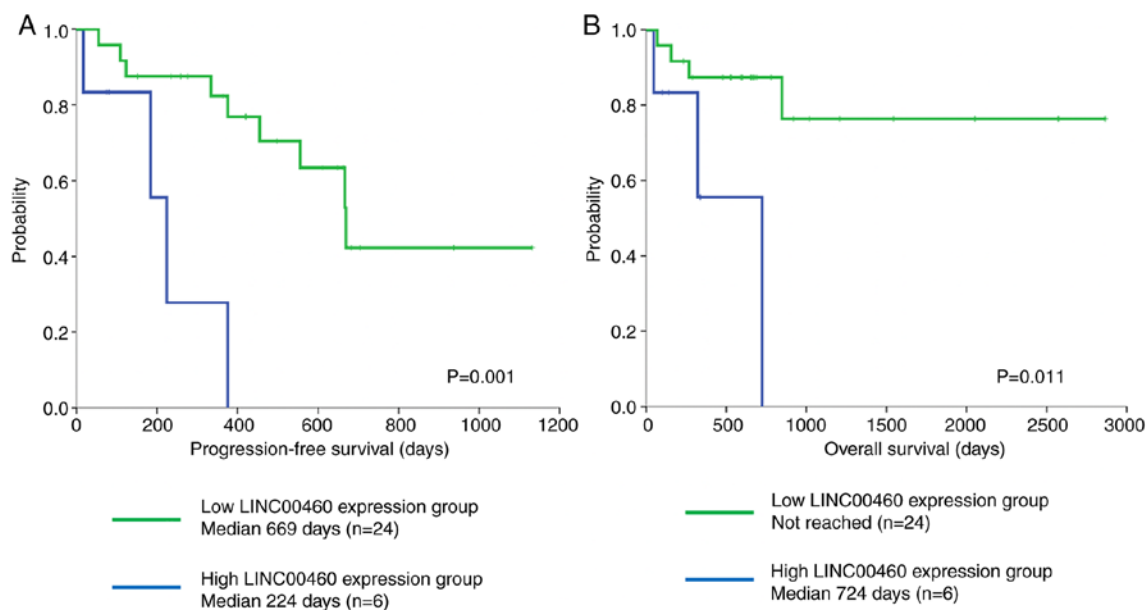 A
Probability
1.0
0.8
0.6
0.4
0.2
0.0
P=0.001
0 200 400 600 800 1000 1200
Progression-free survival (days)
Low LINC00460 expression group
Median 669 days (n=24)
High LINC00460 expression group
Median 224 days (n=6)
B
Probability
1.0
0.8
0.6
0.4
0.2
0.0
P=0.011
0 500 1000 1500 2000 2500 3000
Overall survival (days)
Low LINC00460 expression group
Not reached (n=24)
High LINC00460 expression group
Median 724 days (n=6)